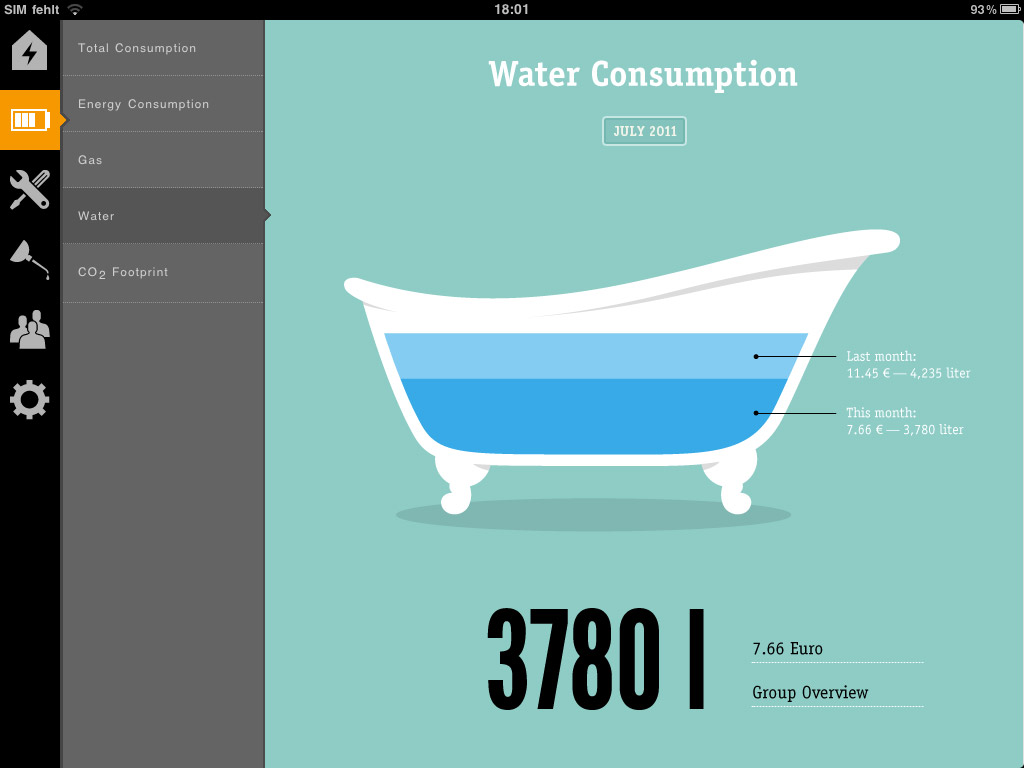 SIM fehlt 18:01 93%
Total Consumption
Energy Consumption
Gas
Water
CO2 Footprint
Water Consumption
JULY 2011
Last month:
11.45 € — 4,235 liter
This month:
7.66 € — 3,780 liter
3780 l
7.66 Euro
Group Overview